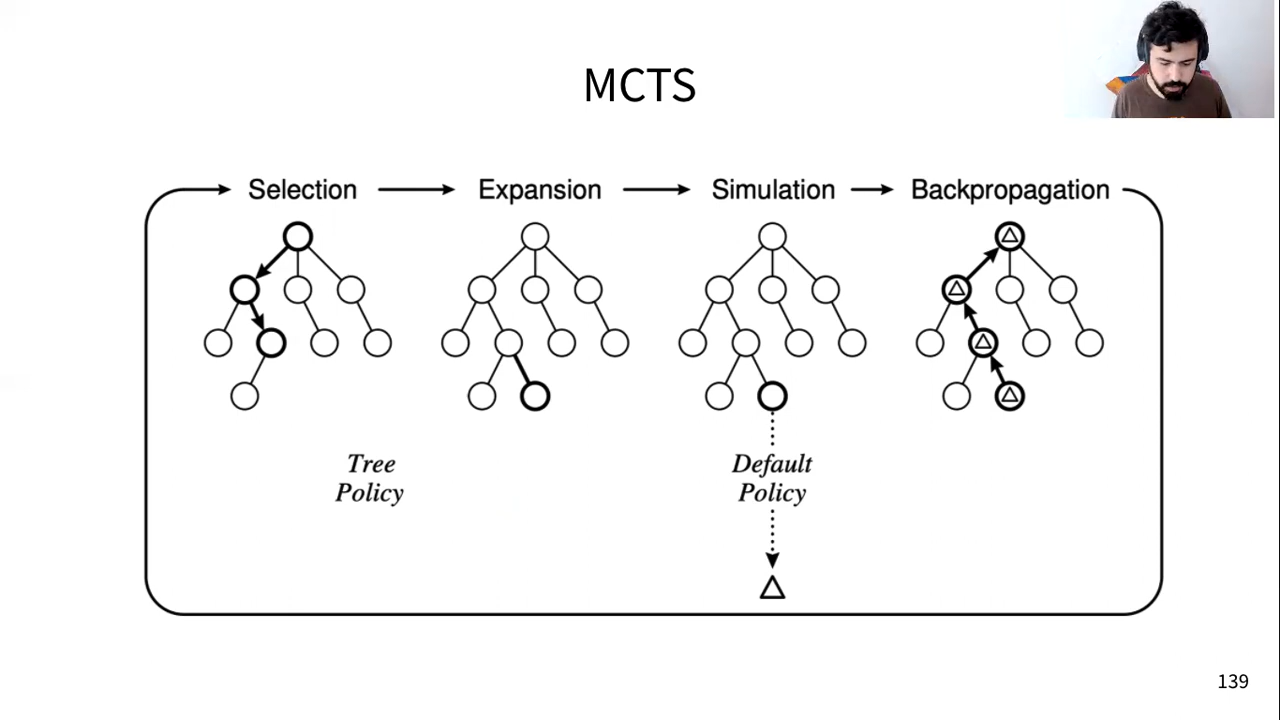 MCTS
Selection
Expansion
Simulation
Backpropagation
Tree
Policy
Default
Policy
139